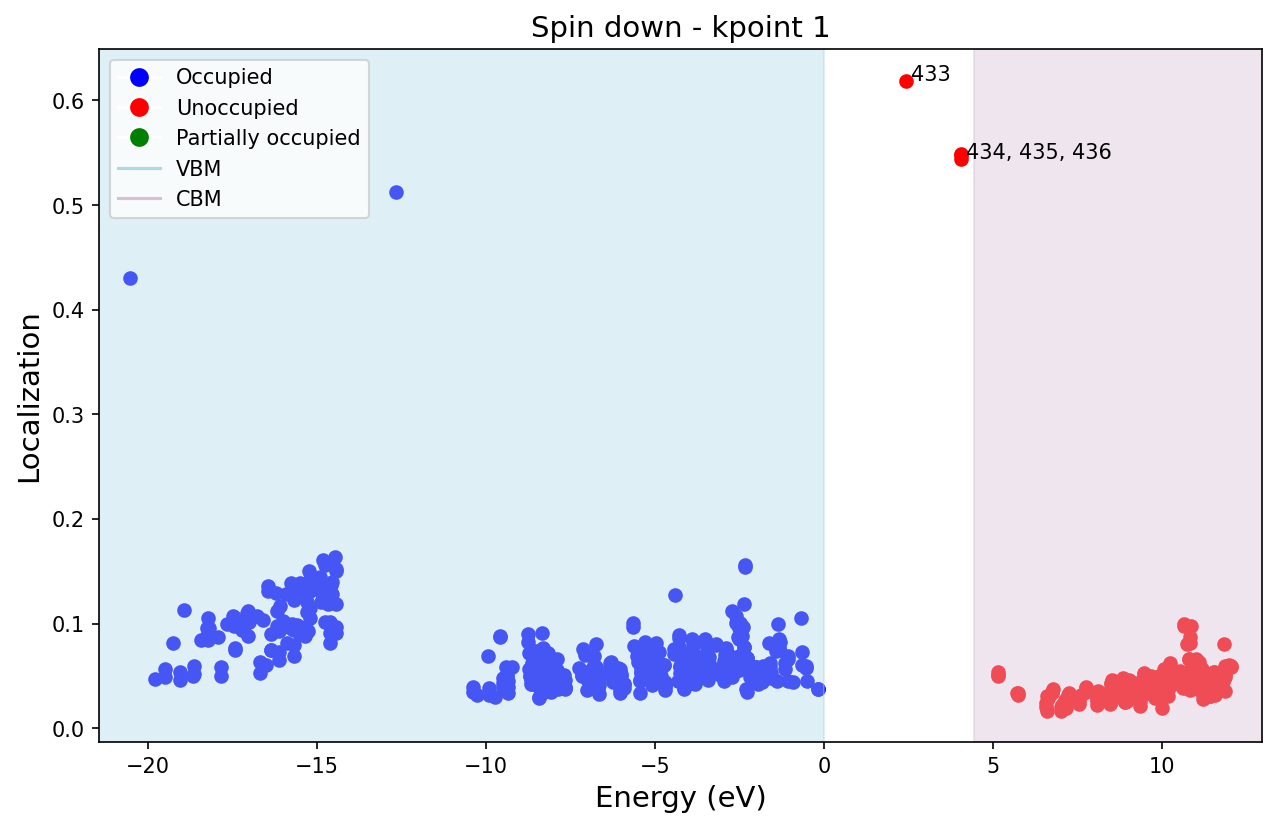 Spin down - kpoint 1
Occupied
Unoccupied
Partially occupied
VBM
CBM
433
434, 435, 436
Localization
0.6
0.5
0.4
0.3
0.2
0.1
0.0
−20
−15
−10
−5
0
5
10
Energy (eV)